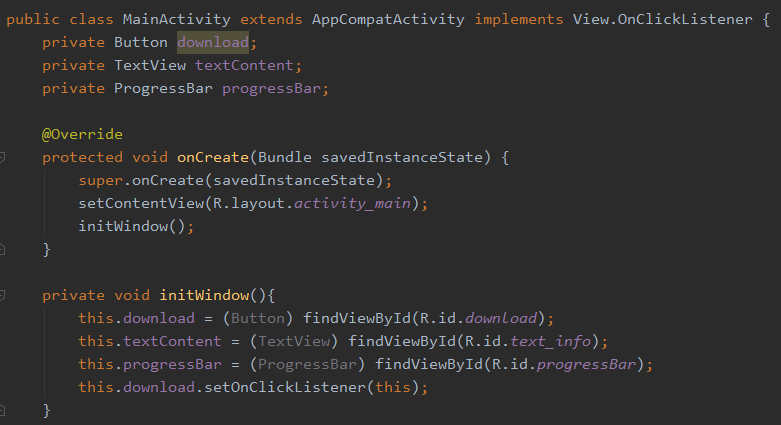 public class MainActivity extends AppCompatActivity implements View.OnClickListener {
    private Button download;
    private TextView textContent;
    private ProgressBar progressBar;

    @Override
    protected void onCreate(Bundle savedInstanceState) {
        super.onCreate(savedInstanceState);
        setContentView(R.layout.activity_main);
        initWindow();
    }

    private void initWindow(){
        this.download = (Button) findViewById(R.id.download);
        this.textContent = (TextView) findViewById(R.id.text_info);
        this.progressBar = (ProgressBar) findViewById(R.id.progressBar);
        this.download.setOnClickListener(this);
    }